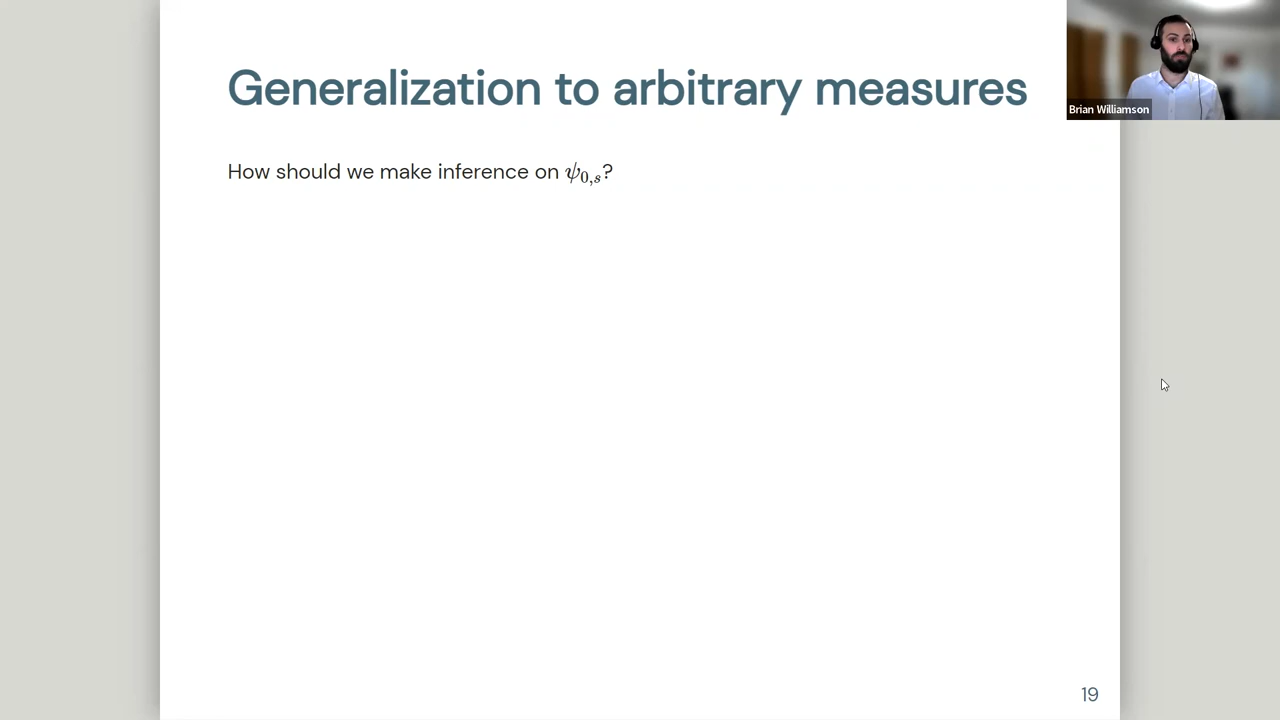 Generalization to arbitrary measures
Brian Williamson
How should we make inference on ψ₀,ₛ?
19